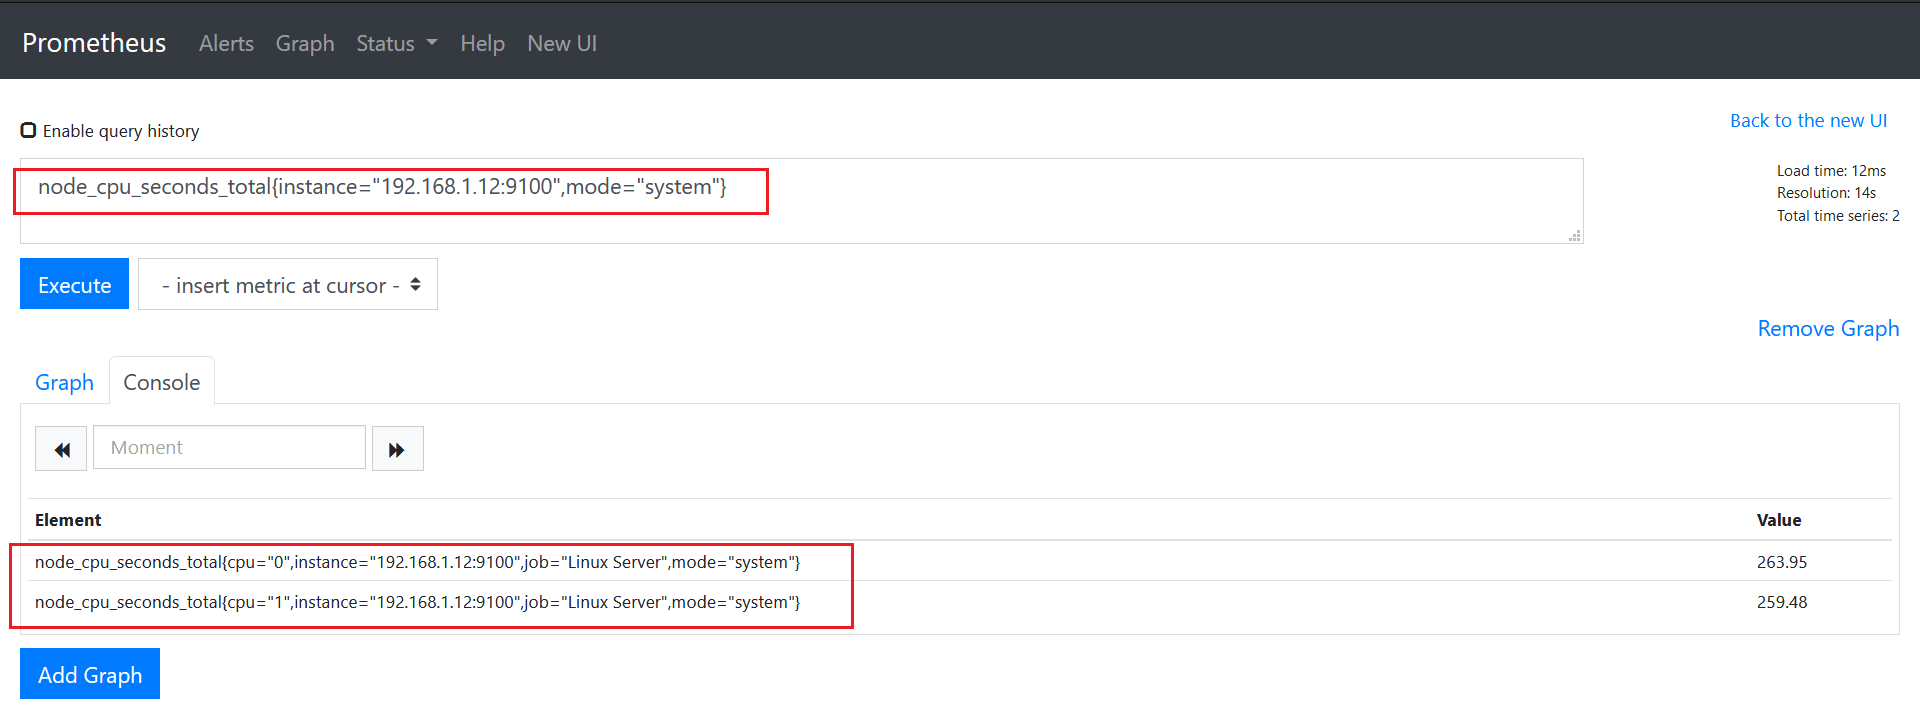 Prometheus Alerts Graph Status Help New UI
Enable query history
Back to the new UI
node_cpu_seconds_total{instance="192.168.1.12:9100",mode="system"}
Load time: 12ms
Resolution: 14s
Total time series: 2
Execute
- insert metric at cursor -
Remove Graph
Graph
Console
Moment
Element Value
node_cpu_seconds_total{cpu="0",instance="192.168.1.12:9100",job="Linux Server",mode="system"} 263.95
node_cpu_seconds_total{cpu="1",instance="192.168.1.12:9100",job="Linux Server",mode="system"} 259.48
Add Graph